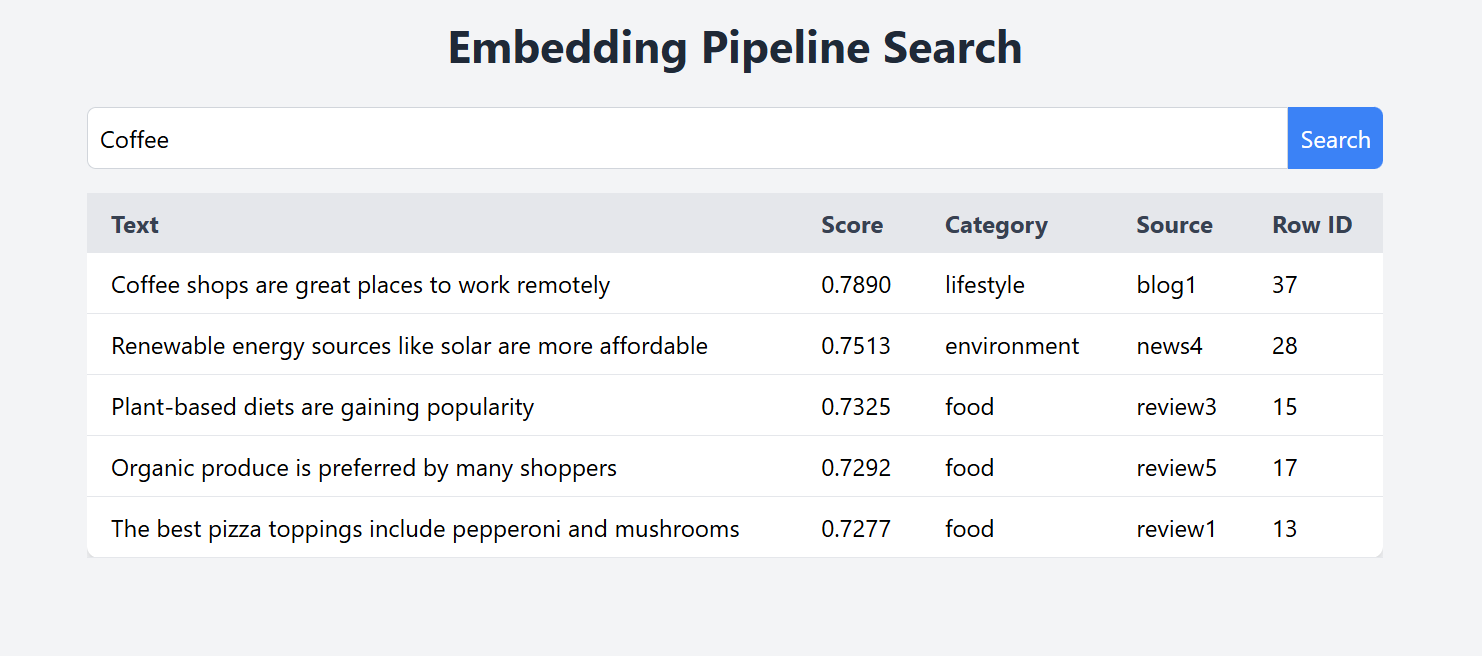 Embedding Pipeline Search
Coffee Search
Text Score Category Source Row ID
Coffee shops are great places to work remotely 0.7890 lifestyle blog1 37
Renewable energy sources like solar are more affordable 0.7513 environment news4 28
Plant-based diets are gaining popularity 0.7325 food review3 15
Organic produce is preferred by many shoppers 0.7292 food review5 17
The best pizza toppings include pepperoni and mushrooms 0.7277 food review1 13